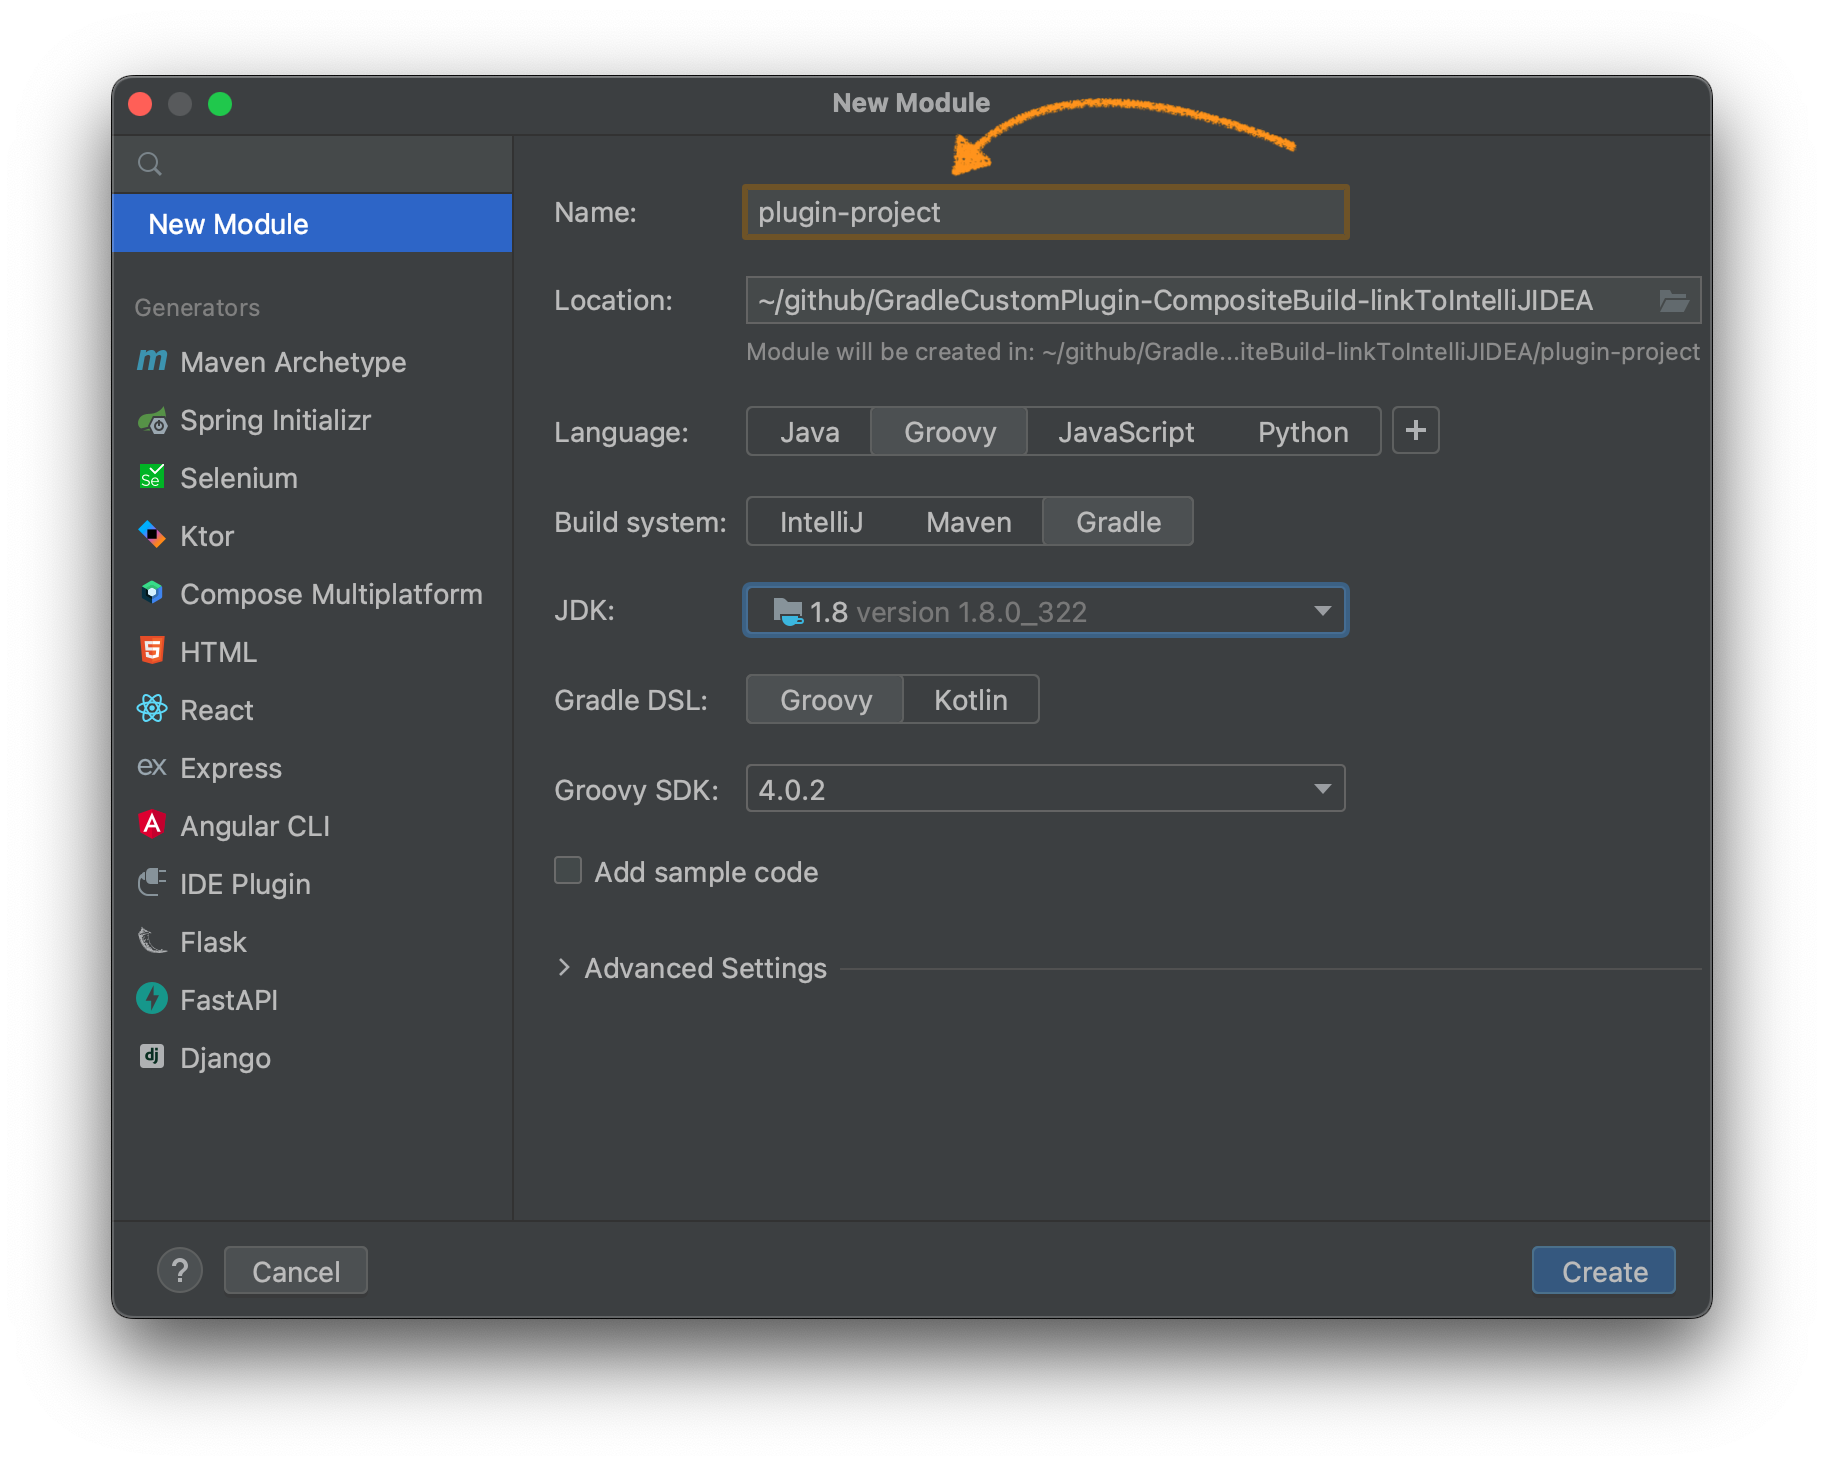 New Module
New Module
Generators
Maven Archetype
Spring Initializr
Selenium
Ktor
Compose Multiplatform
HTML
React
Express
Angular CLI
IDE Plugin
Flask
FastAPI
Django
Name: plugin-project
Location: ~/github/GradleCustomPlugin-CompositeBuild-linkToIntelliJIDEA
Module will be created in: ~/github/Gradle...iteBuild-linkToIntelliJIDEA/plugin-project
Language: Java Groovy JavaScript Python +
Build system: IntelliJ Maven Gradle
JDK: 1.8 version 1.8.0_322
Gradle DSL: Groovy Kotlin
Groovy SDK: 4.0.2
Add sample code
Advanced Settings
? Cancel Create